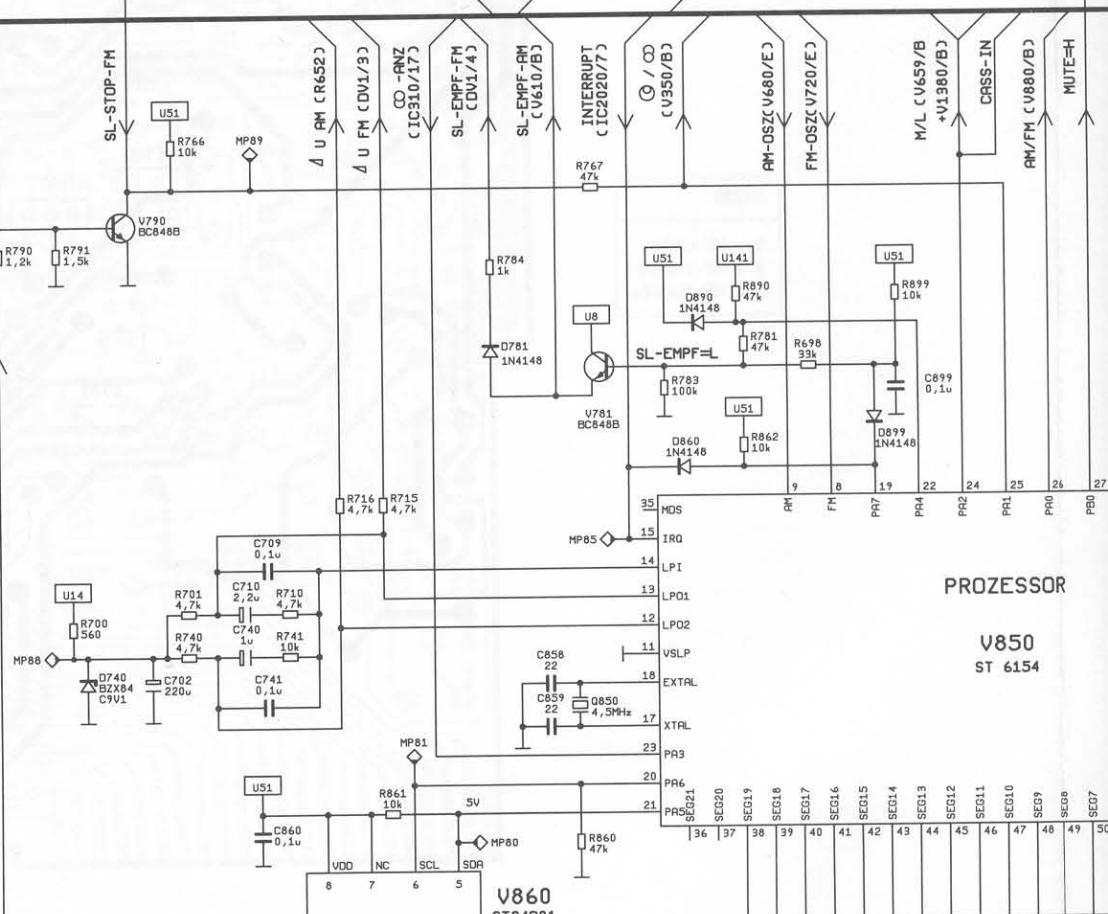 SL-STOP-FM
Δ U AM (R652)
Δ U FM (DV1/3)
-ANZ
(IC310/17)
SL-EMPF-FM
(DV1/4)
SL-EMPF-AM
(V610/B)
INTERRUPT
(IC2020/7)
(V350/B)
AM-OSZ(V680/E)
FM-OSZ(V720/E)
M/L (V659/B
+V1380/B)
CASS-IN
AM/FM (V880/B)
MUTE=H
U51
R766
10k
MP89
R767
47k
V790
BC848B
R790
1,2k
R791
1,5k
R784
1k
D781
1N4148
U8
V781
BC848B
SL-EMPF=L
U51
U141
U51
D890
1N4148
R890
47k
R899
10k
R781
47k
R698
33k
R783
100k
C899
0,1u
U51
D899
1N4148
D860
1N4148
R862
10k
R716
4,7k
R715
4,7k
9 8 19 22 24 25 26 27
AM FM PA7 PA4 PA2 PA1 PA0 PB0
35 MDS
MP85
15 IRQ
14 LPI
13 LPO1
12 LPO2
11 VSLP
18 EXTAL
17 XTAL
23 PA3
20 PA6
21 PA5
PROZESSOR
V850
ST 6154
C709
0,1u
C710
2,2u
R710
4,7k
R701
4,7k
U14
R700
560
MP88
R740
4,7k
C740
1u
R741
10k
D740
BZX84
C9V1
C702
220u
C741
0,1u
C858
22
C859
22
Q850
4,5MHz
MP81
U51
R861
10k
5V
C860
0,1u
MP80
R860
47k
VDD NC SCL SDA
8 7 6 5
V860
SEG21 SEG20 SEG19 SEG18 SEG17 SEG16 SEG15 SEG14 SEG13 SEG12 SEG11 SEG10 SEG9 SEG8 SEG7
36 37 38 39 40 41 42 43 44 45 46 47 48 49 50